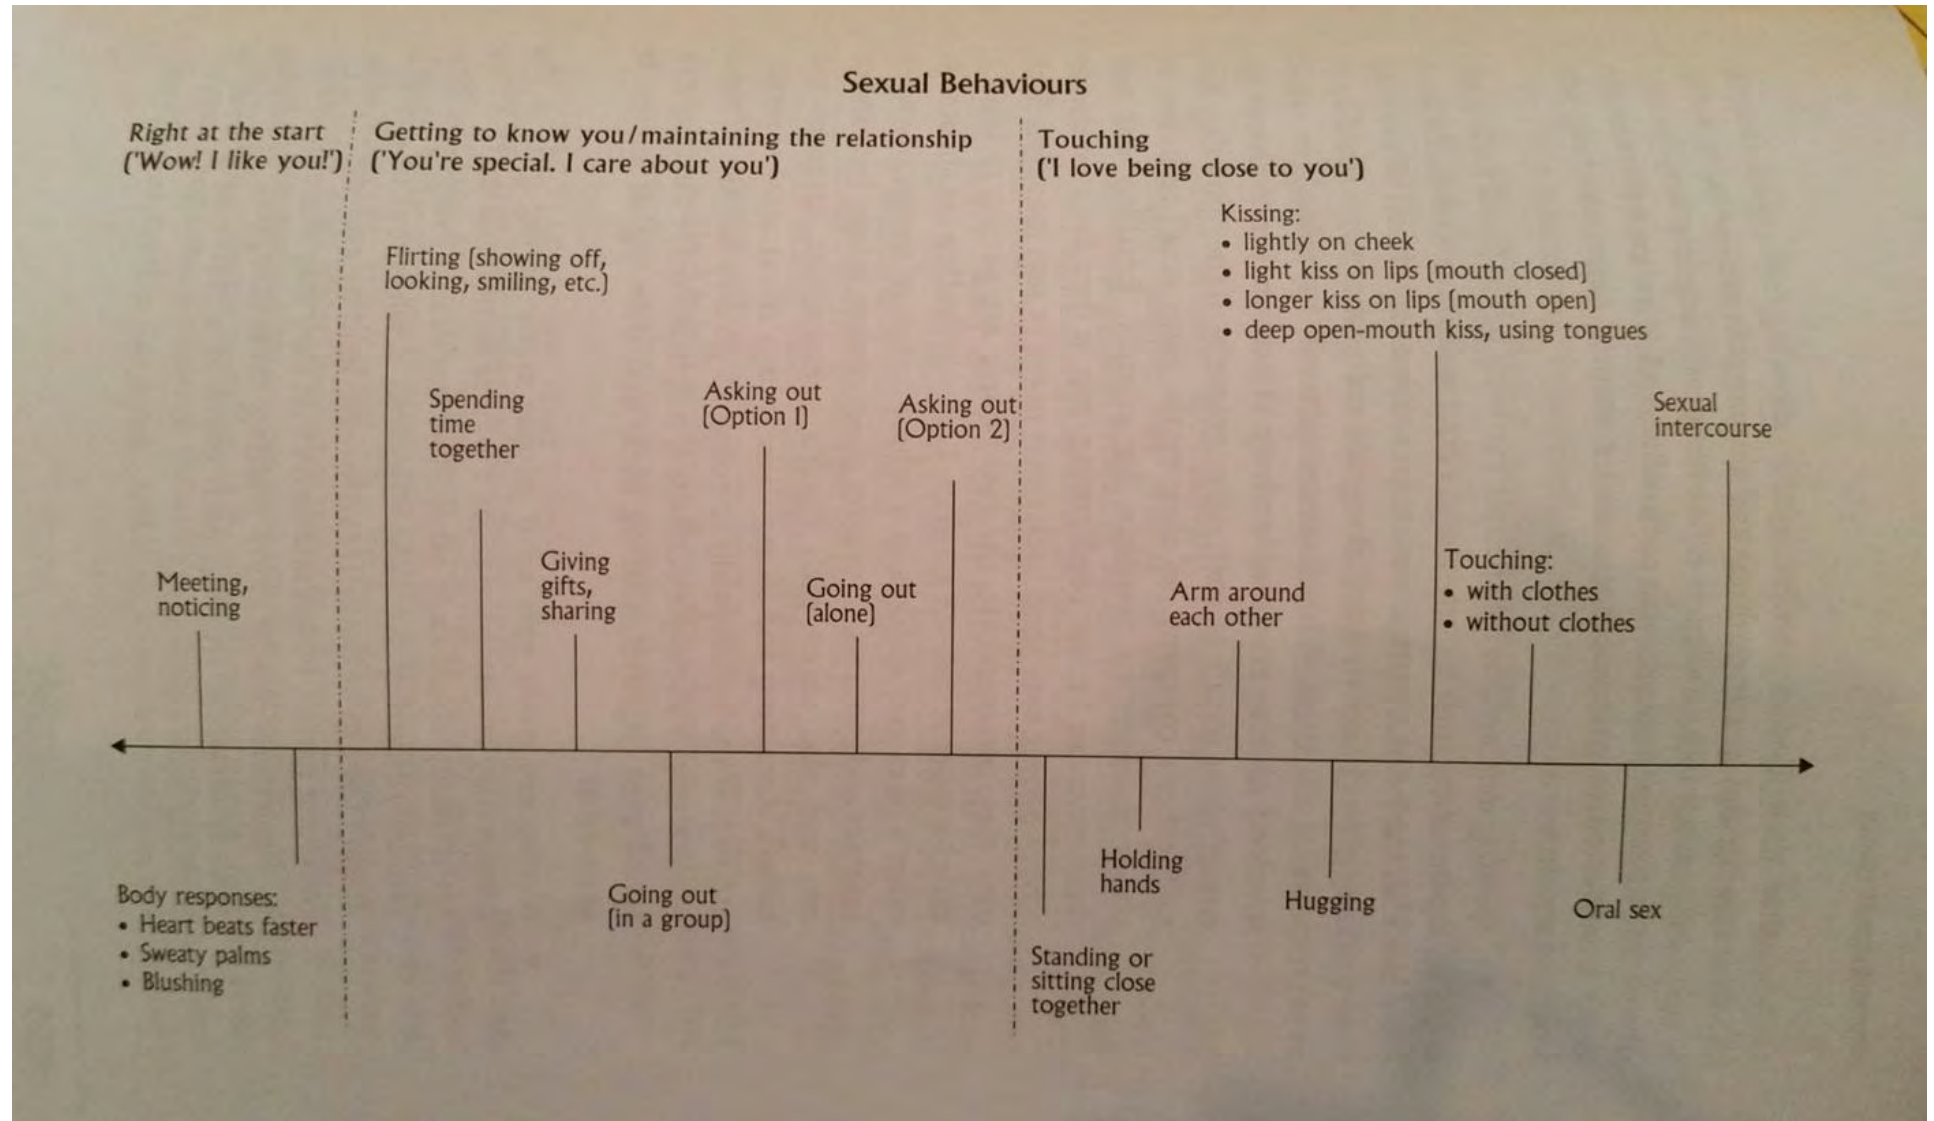 Sexual Behaviours
Right at the start
('Wow! I like you!')
Getting to know you/maintaining the relationship
('You're special. I care about you')
Touching
('I love being close to you')
Meeting,
noticing
Body responses:
• Heart beats faster
• Sweaty palms
• Blushing
Flirting (showing off,
looking, smiling, etc.)
Spending
time
together
Giving
gifts,
sharing
Going out
(in a group)
Asking out
(Option 1)
Going out
(alone)
Asking out
(Option 2)
Standing or
sitting close
together
Holding
hands
Arm around
each other
Hugging
Kissing:
• lightly on cheek
• light kiss on lips (mouth closed)
• longer kiss on lips (mouth open)
• deep open-mouth kiss, using tongues
Touching:
• with clothes
• without clothes
Oral sex
Sexual
intercourse